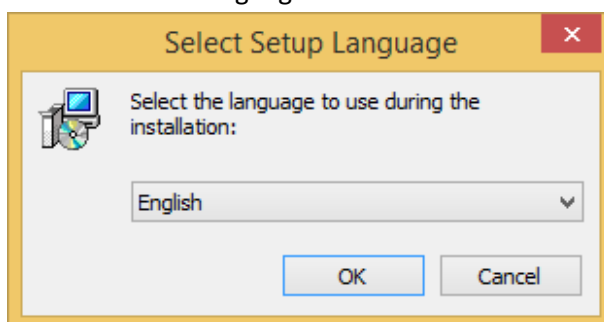 Select Setup Language
Select the language to use during the
installation:
English
OK
Cancel